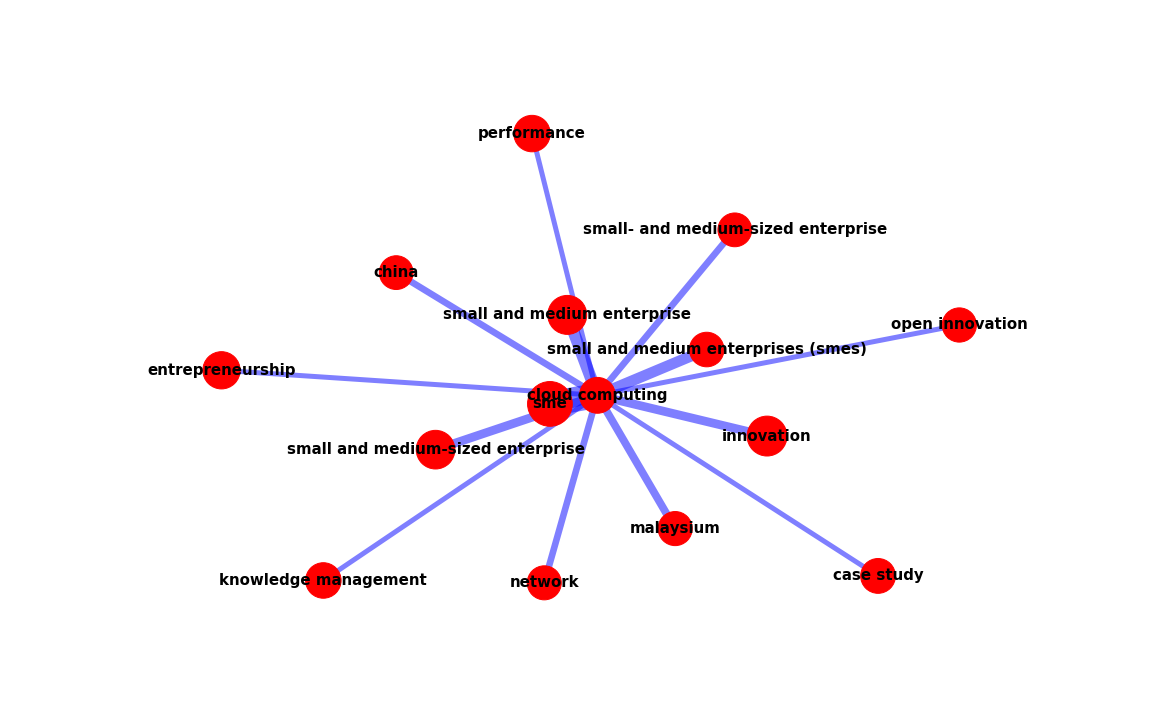 performance
small- and medium-sized enterprise
china
small and medium enterprise
open innovation
small and medium enterprises (smes)
entrepreneurship
cloud computing
sme
innovation
small and medium-sized enterprise
malaysium
case study
knowledge management
network